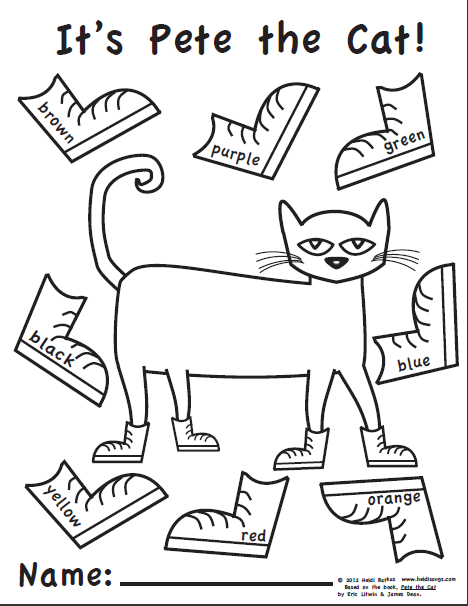 It's Pete the Cat!
brown
purple
green
black
blue
yellow
red
orange
Name:
© 2012 Heidi Butkus www.heidisongs.com
Based on the book, Pete the Cat
by Eric Litwin & James Dean.